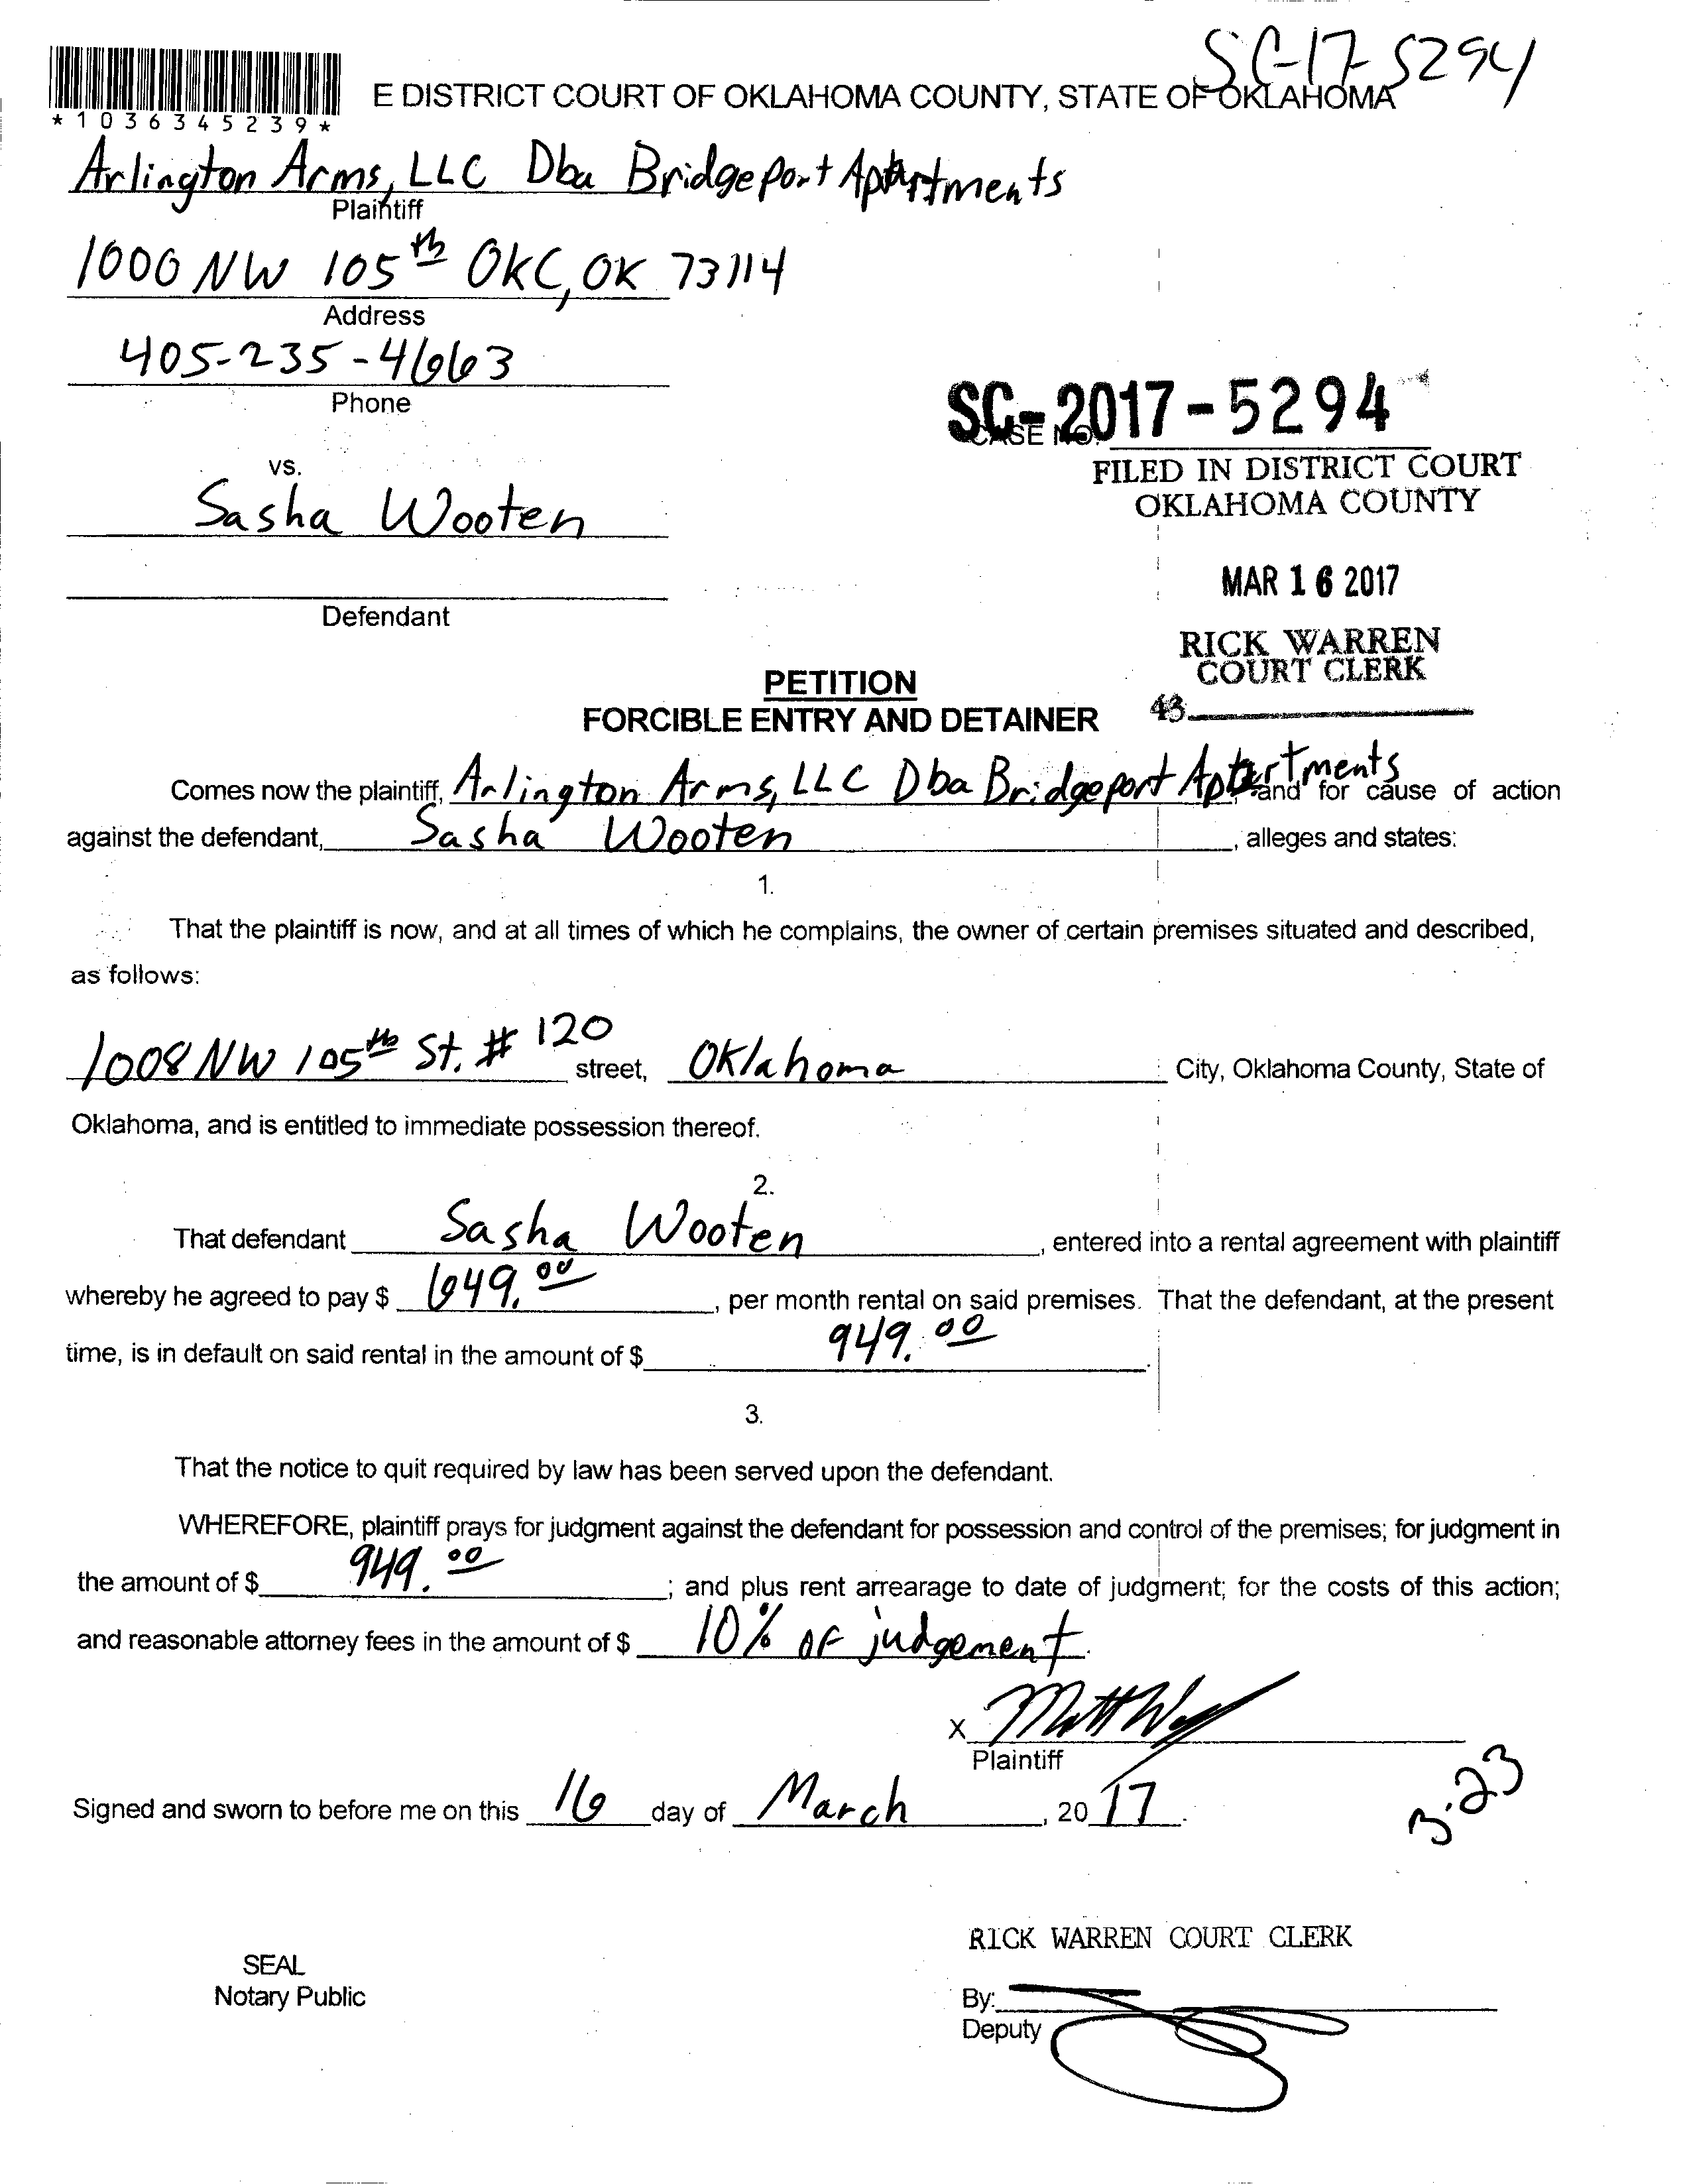 SC-17-5294
E DISTRICT COURT OF OKLAHOMA COUNTY, STATE OF OKLAHOMA
*1036345239*
Arlington Arms, LLC Dba Bridgeport Apartments
Plaintiff
1000 NW 105th OKC, OK 73114
Address
405-235-4663
Phone
SC-2017-5294
CASE NO.
FILED IN DISTRICT COURT
OKLAHOMA COUNTY
vs.
Sasha Wooten
MAR 16 2017
Defendant
RICK WARREN
COURT CLERK
43
PETITION
FORCIBLE ENTRY AND DETAINER
Comes now the plaintiff, Arlington Arms, LLC Dba Bridgeport Apartments, and for cause of action
against the defendant, Sasha Wooten, alleges and states:
1.
That the plaintiff is now, and at all times of which he complains, the owner of certain premises situated and described,
as follows:
1008 NW 105th St. # 120 street, Oklahoma City, Oklahoma County, State of
Oklahoma, and is entitled to immediate possession thereof.
2.
That defendant Sasha Wooten, entered into a rental agreement with plaintiff
whereby he agreed to pay $ 649.00, per month rental on said premises. That the defendant, at the present
time, is in default on said rental in the amount of $ 949.00.
3.
That the notice to quit required by law has been served upon the defendant.
WHEREFORE, plaintiff prays for judgment against the defendant for possession and control of the premises; for judgment in
the amount of $ 949.00; and plus rent arrearage to date of judgment; for the costs of this action;
and reasonable attorney fees in the amount of $ 10% OF judgement.
X
Plaintiff
Signed and sworn to before me on this 16 day of March, 20 17.
3.23
RICK WARREN COURT CLERK
SEAL
Notary Public
By:
Deputy